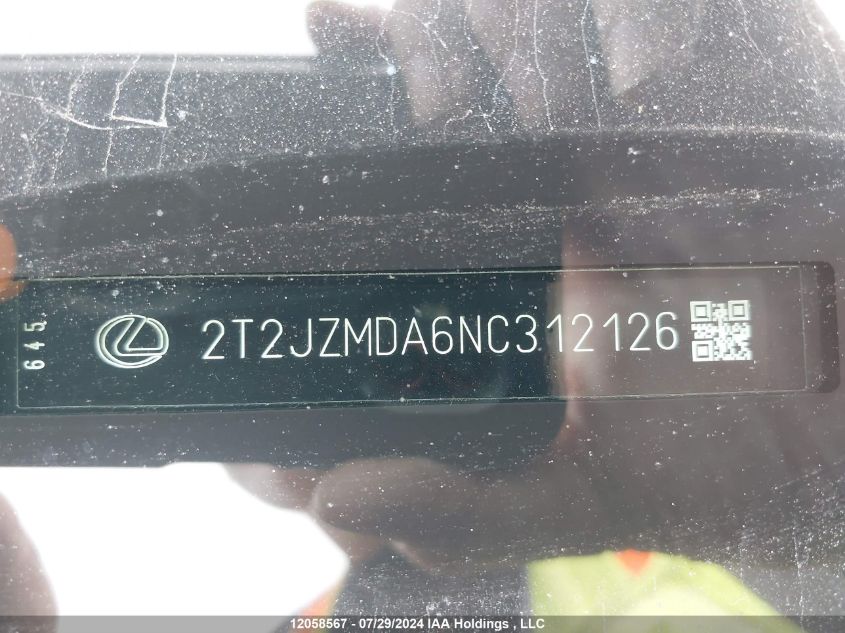 645
2T2JZMDA6NC312126
12058567 - 07/29/2024 IAA Holdings , LLC